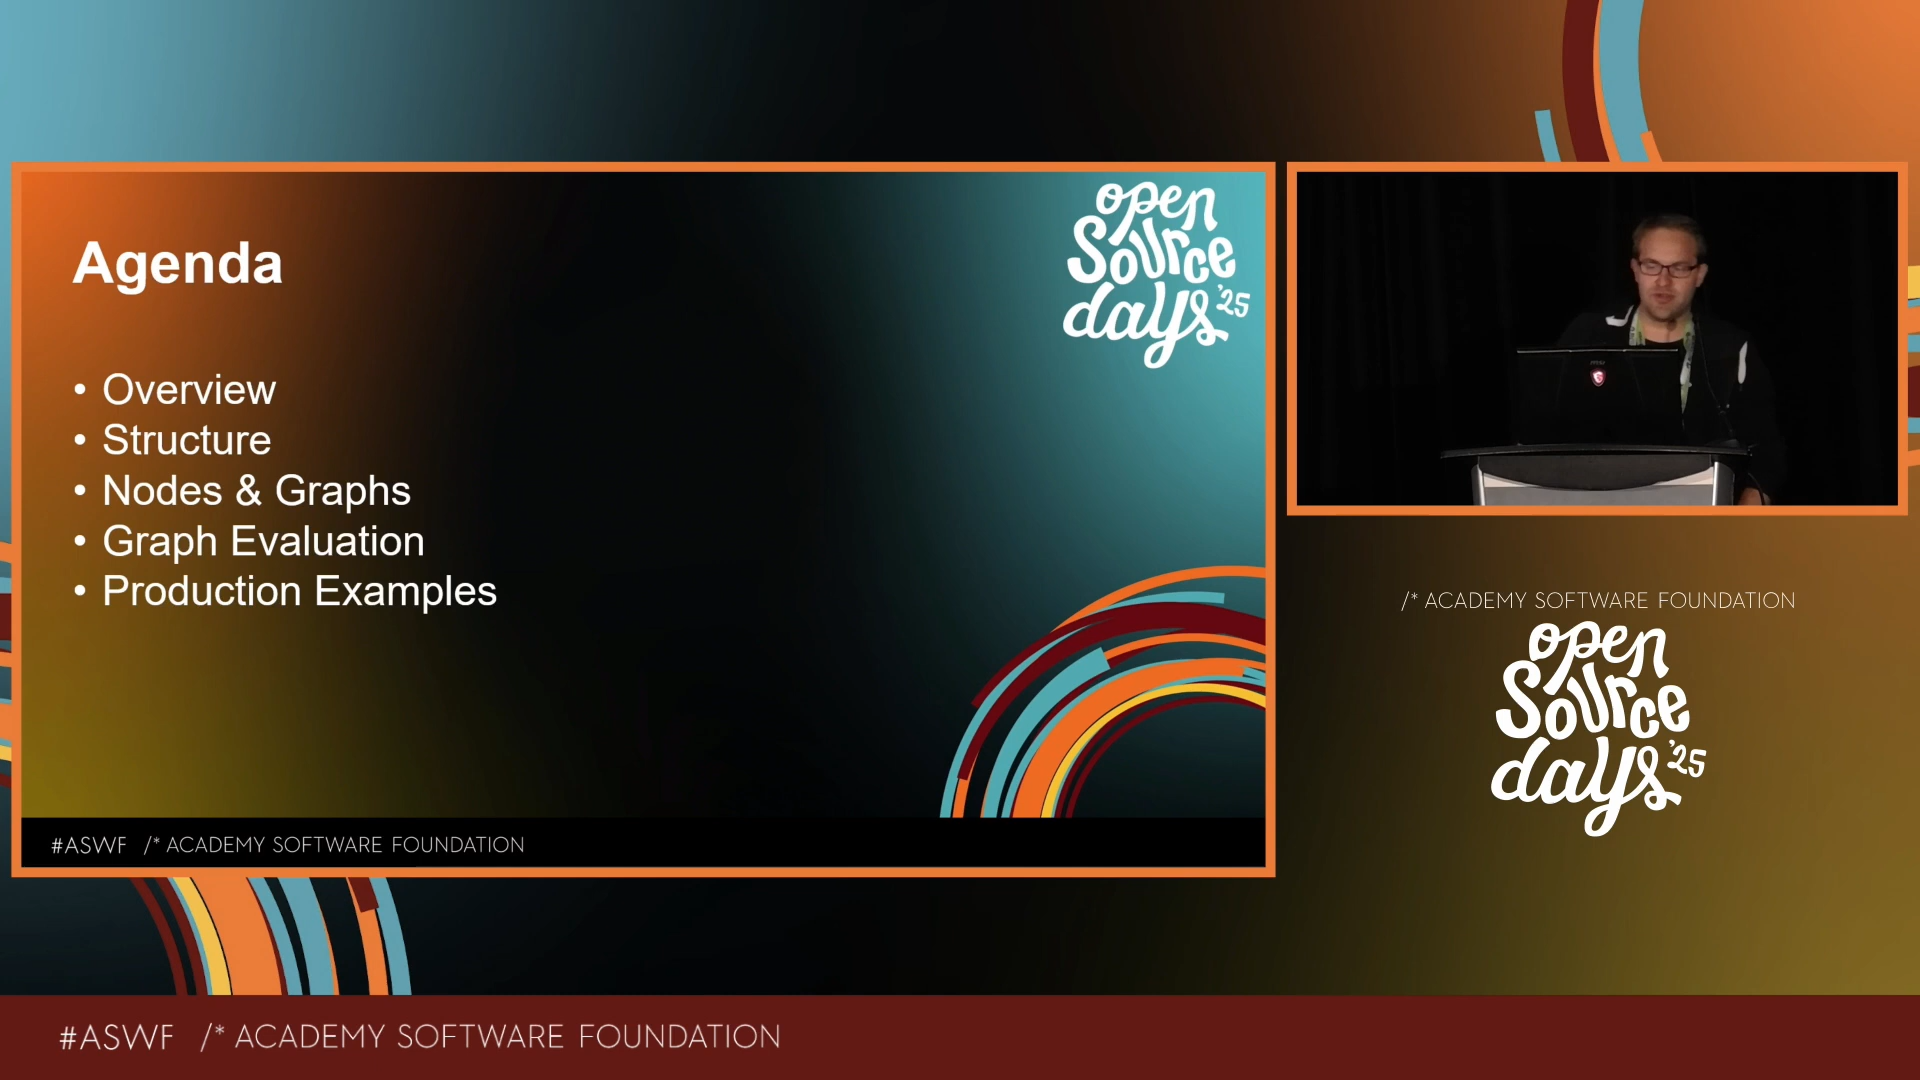 Agenda
• Overview
• Structure
• Nodes & Graphs
• Graph Evaluation
• Production Examples
open
Source
days '25
#ASWF /* ACADEMY SOFTWARE FOUNDATION
/* ACADEMY SOFTWARE FOUNDATION
open
Source
days '25
#ASWF /* ACADEMY SOFTWARE FOUNDATION